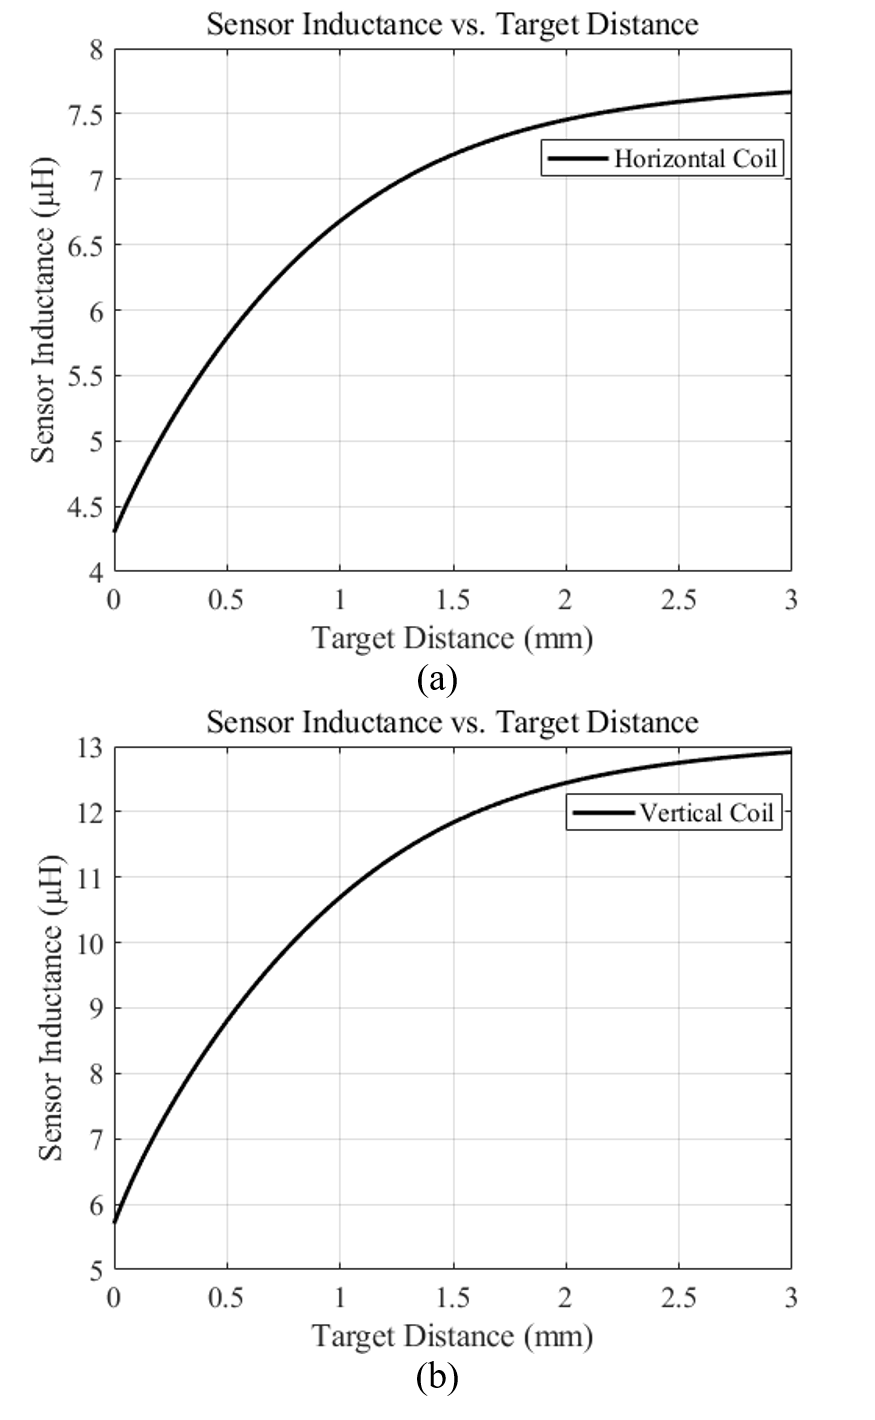 Sensor Inductance vs. Target Distance
8
7.5
7
6.5
6
5.5
5
4.5
4
Sensor Inductance (μH)
Horizontal Coil
0 0.5 1 1.5 2 2.5 3
Target Distance (mm)
(a)
Sensor Inductance vs. Target Distance
13
12
11
10
9
8
7
6
5
Sensor Inductance (μH)
Vertical Coil
0 0.5 1 1.5 2 2.5 3
Target Distance (mm)
(b)